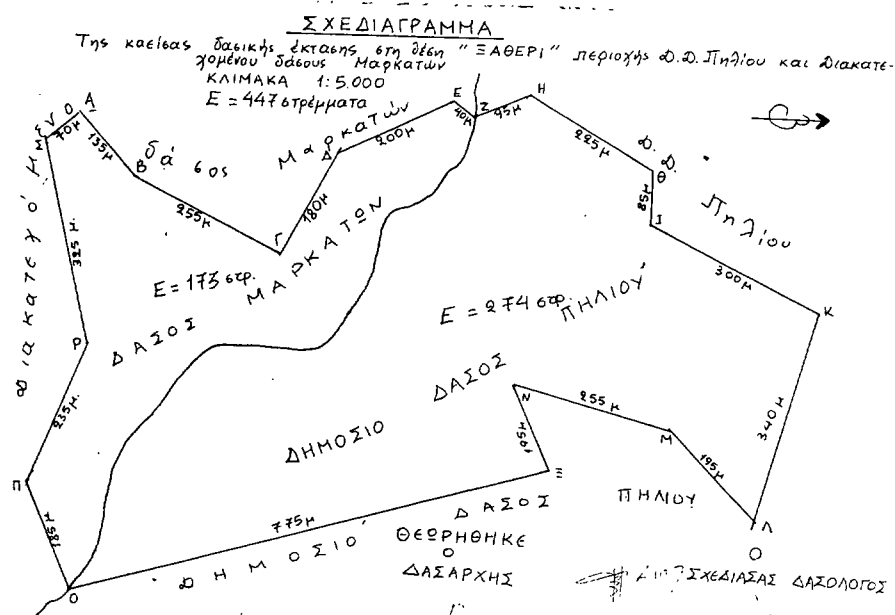 ΣΧΕΔΙΑΓΡΑΜΜΑ
Της καείσας δασικής έκτασης στη θέση "ΞΑΘΕΡΙ" περιοχής Δ.Δ. Πηλίου και Διακατε-
χομένου δάσους Μαρκατών
ΚΛΙΜΑΚΑ 1:5.000
Ε = 447 στρέμματα
Διακατεχόμενο
δάσος Μαρκατών
Δ.Δ. Πηλίου
Α
70μ
135μ
Β
255μ
Γ
180μ
Δ
200μ
Ε
40μ
Ζ
95μ
Η
225μ
Θ
85μ
Ι
300μ
Κ
340μ
Λ
195μ
Μ
255μ
Ν
Ξ
775μ
Ο
185μ
Π
235μ.
Ρ
325μ.
Ε = 173 στρ.
ΔΑΣΟΣ ΜΑΡΚΑΤΩΝ
Ε = 274 στρ.
ΔΗΜΟΣΙΟ ΔΑΣΟΣ ΠΗΛΙΟΥ
ΔΗΜΟΣΙΟ ΔΑΣΟΣ ΠΗΛΙΟΥ
ΘΕΩΡΗΘΗΚΕ
Ο
ΔΑΣΑΡΧΗΣ
Ο
ΣΧΕΔΙΑΣΑΣ ΔΑΣΟΛΟΓΟΣ